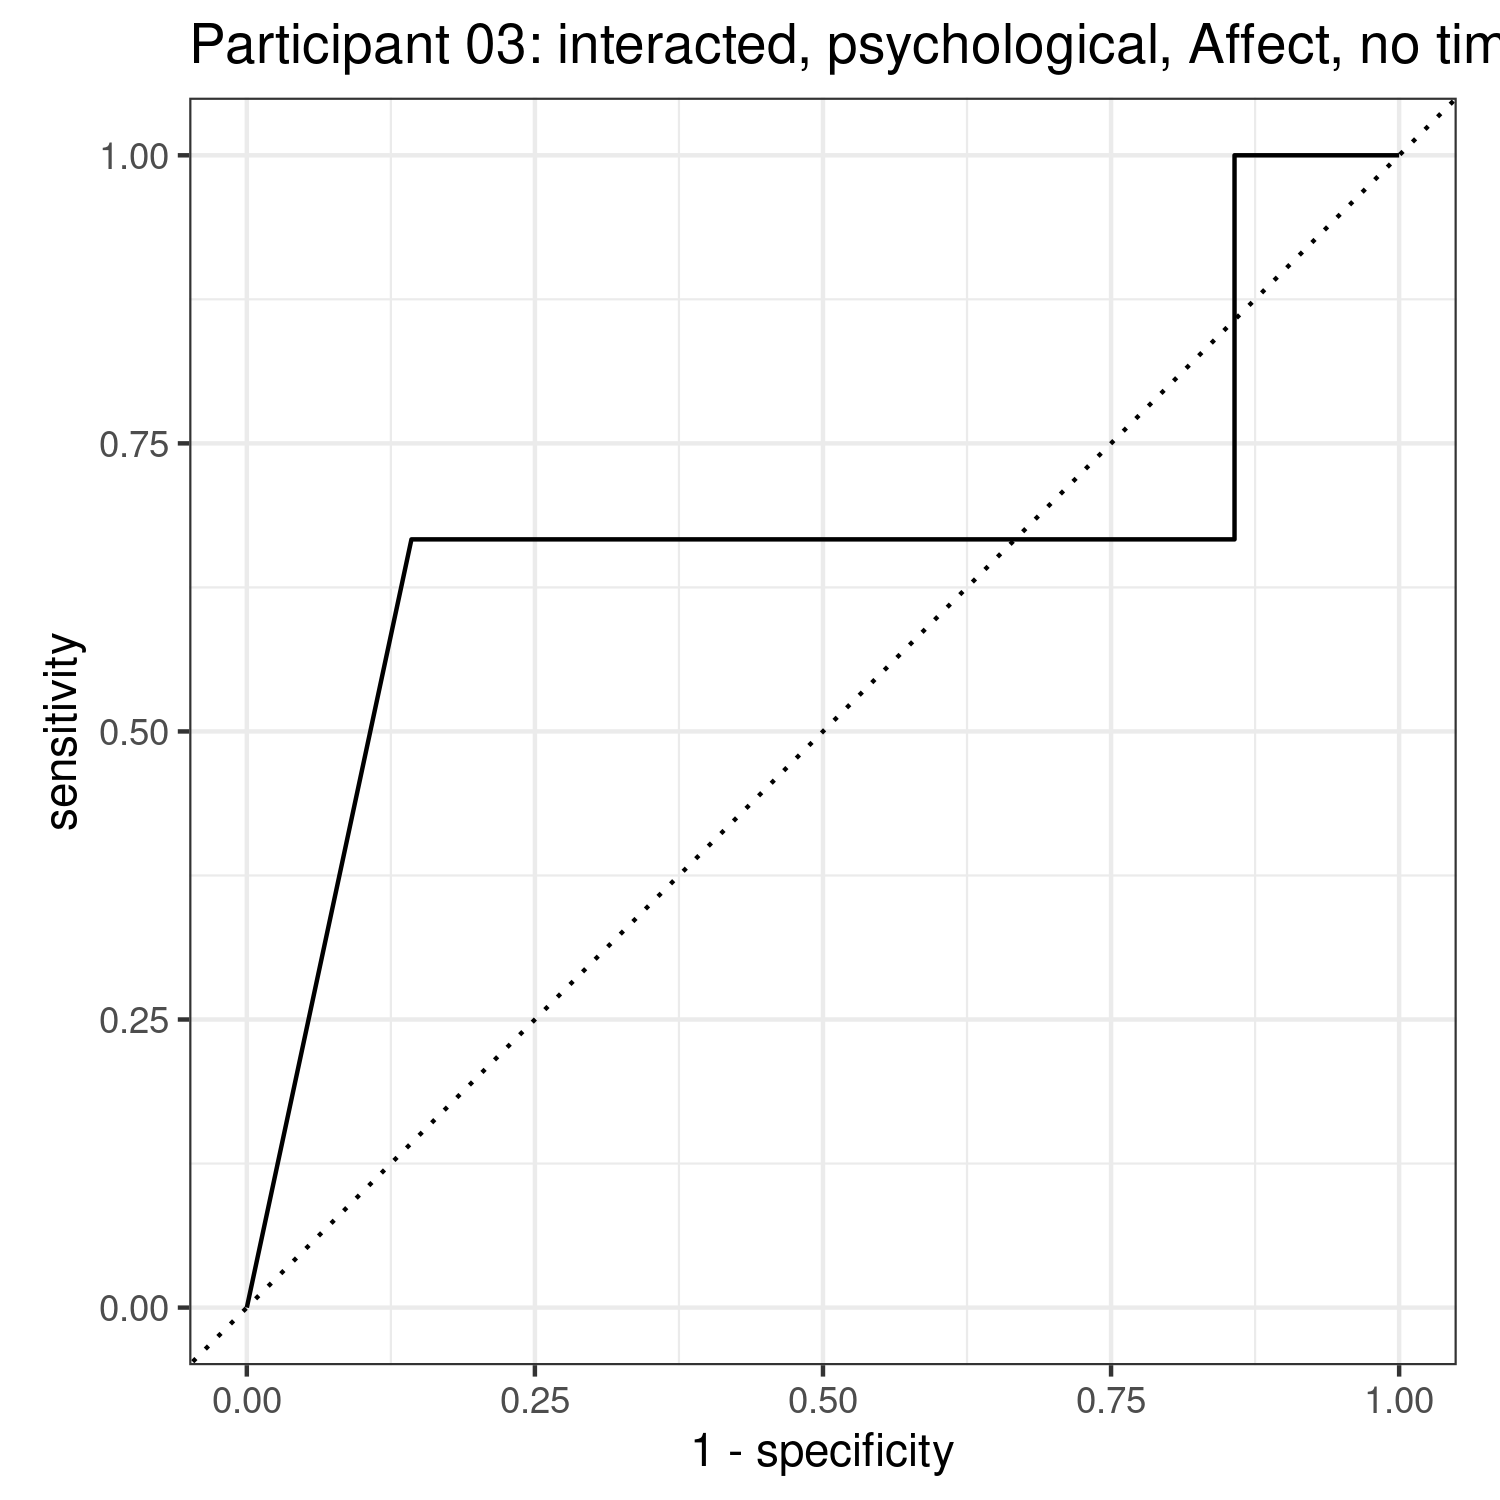 Participant 03: interacted, psychological, Affect, no tim
1.00
0.75
0.50
0.25
0.00
sensitivity
0.00 0.25 0.50 0.75 1.00
1 - specificity